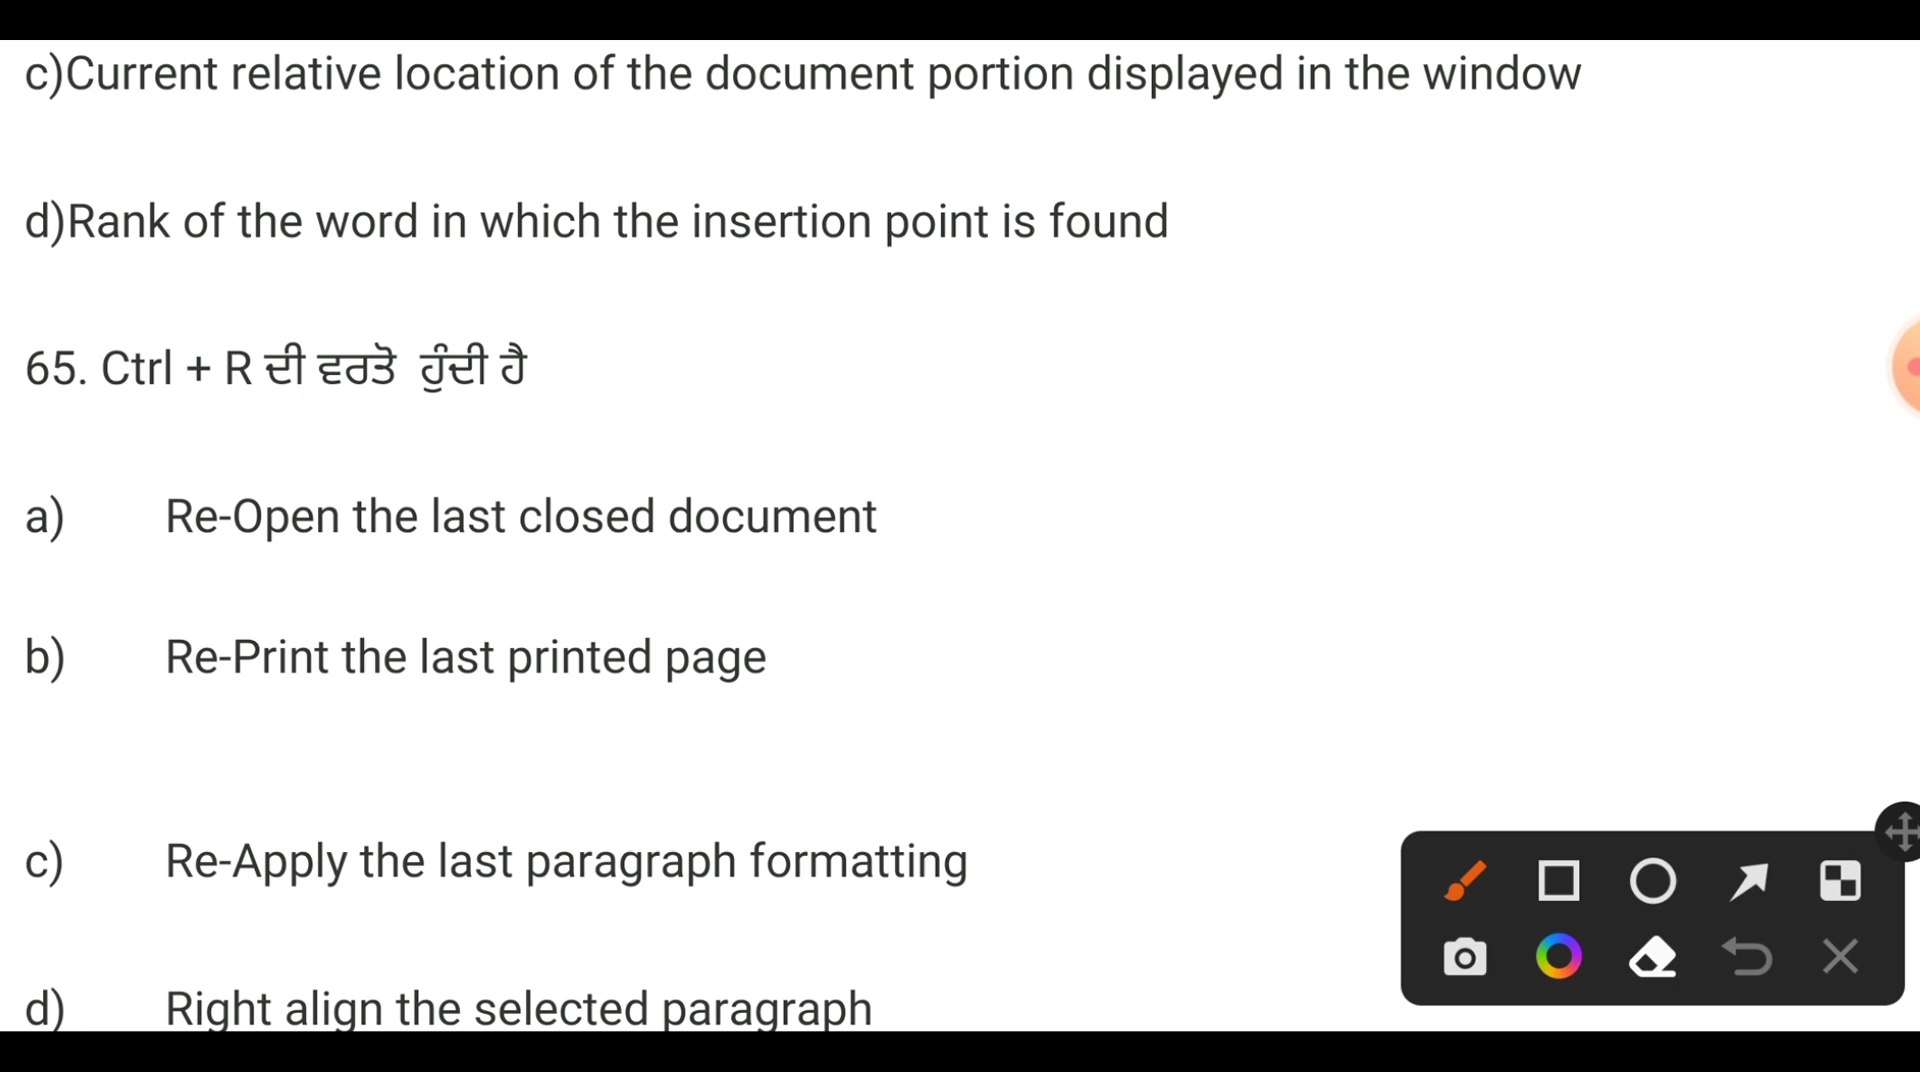 c)Current relative location of the document portion displayed in the window
d)Rank of the word in which the insertion point is found
65. Ctrl + R ਦੀ ਵਰਤੋ ਹੁੰਦੀ ਹੈ
a) Re-Open the last closed document
b) Re-Print the last printed page
c) Re-Apply the last paragraph formatting
d) Right align the selected paragraph